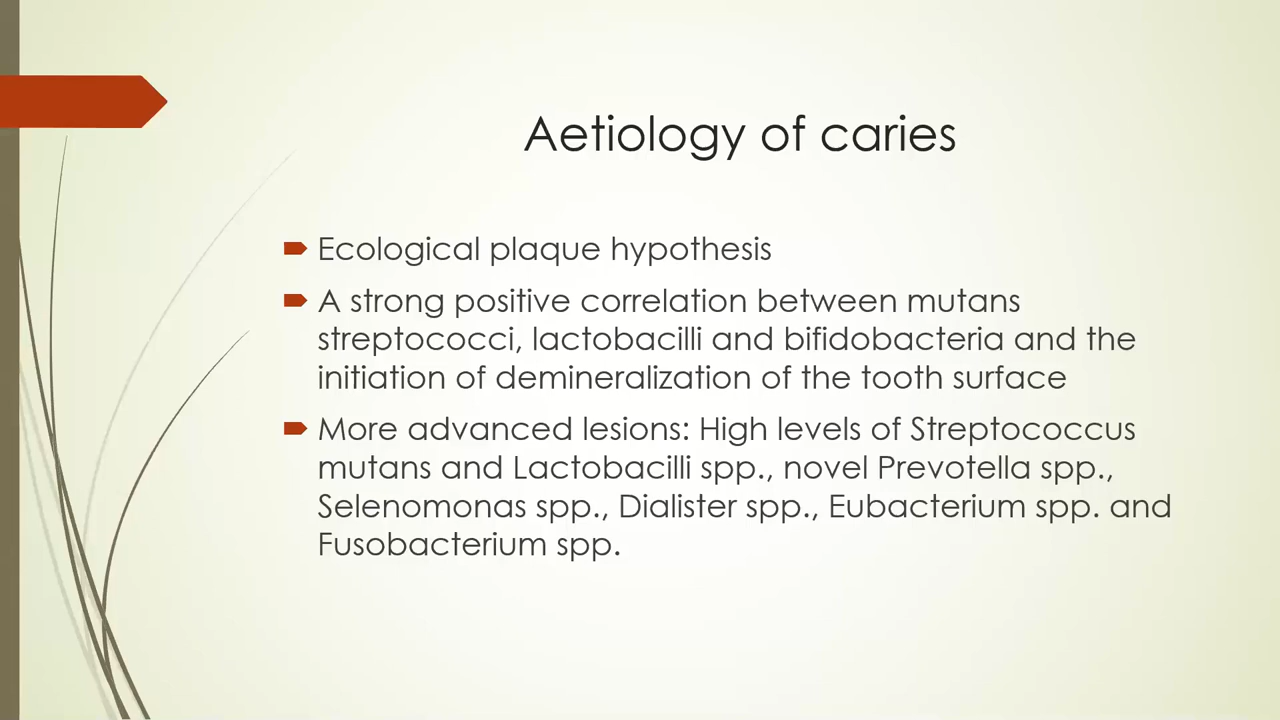 Aetiology of caries
Ecological plaque hypothesis
A strong positive correlation between mutans
streptococci, lactobacilli and bifidobacteria and the
initiation of demineralization of the tooth surface
More advanced lesions: High levels of Streptococcus
mutans and Lactobacilli spp., novel Prevotella spp.,
Selenomonas spp., Dialister spp., Eubacterium spp. and
Fusobacterium spp.